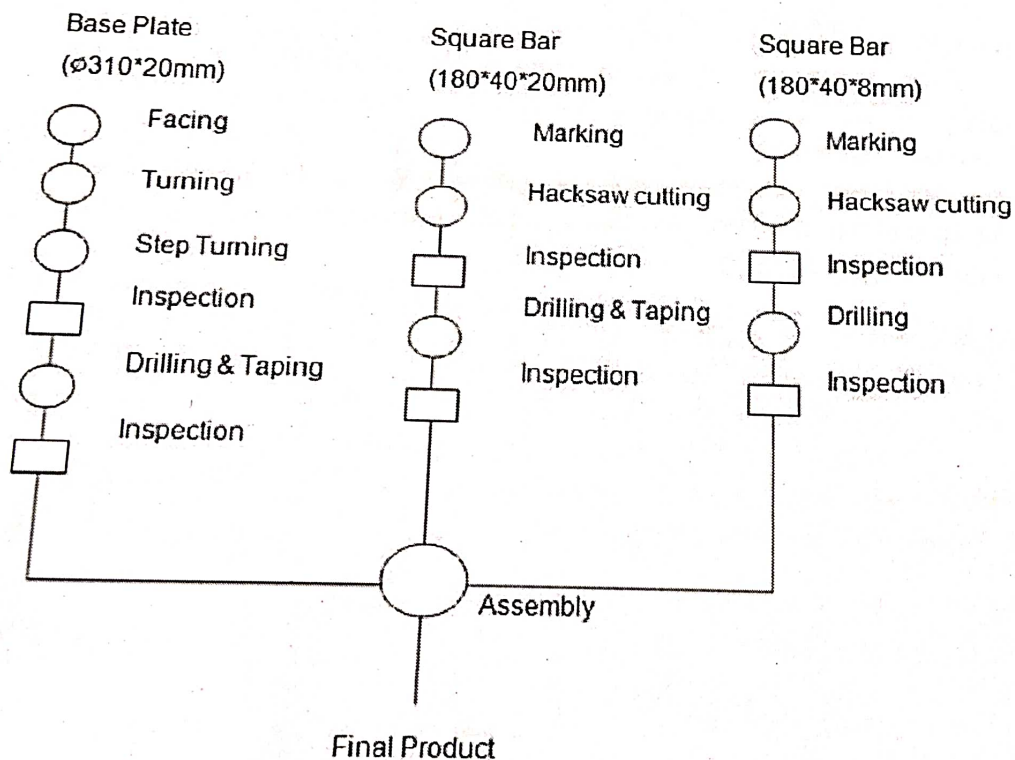 Base Plate
(ø310*20mm)
Facing
Turning
Step Turning
Inspection
Drilling & Taping
Inspection
Square Bar
(180*40*20mm)
Marking
Hacksaw cutting
Inspection
Drilling & Taping
Inspection
Square Bar
(180*40*8mm)
Marking
Hacksaw cutting
Inspection
Drilling
Inspection
Assembly
Final Product